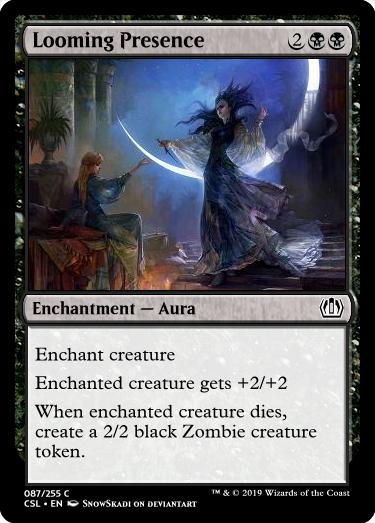 Looming Presence 2
Enchantment — Aura
Enchant creature
Enchanted creature gets +2/+2
When enchanted creature dies,
create a 2/2 black Zombie creature
token.
087/255 C
CSL • EN SnowSkadi on deviantart
™ & © 2019 Wizards of the Coast